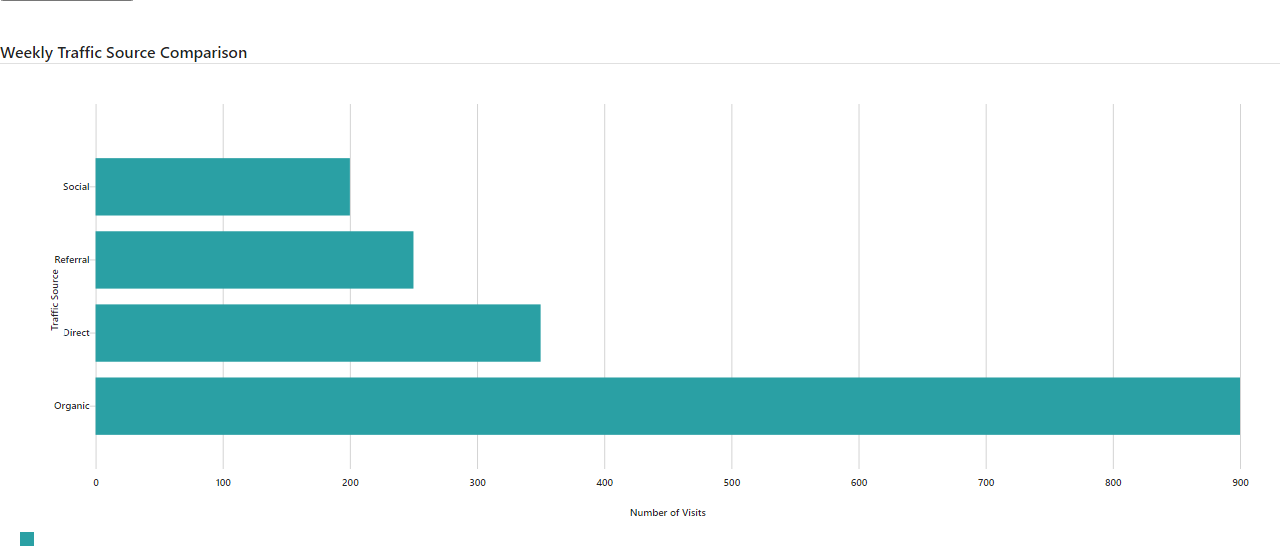 Weekly Traffic Source Comparison
Social
Referral
Traffic Source
Direct
Organic
0 100 200 300 400 500 600 700 800 900
Number of Visits